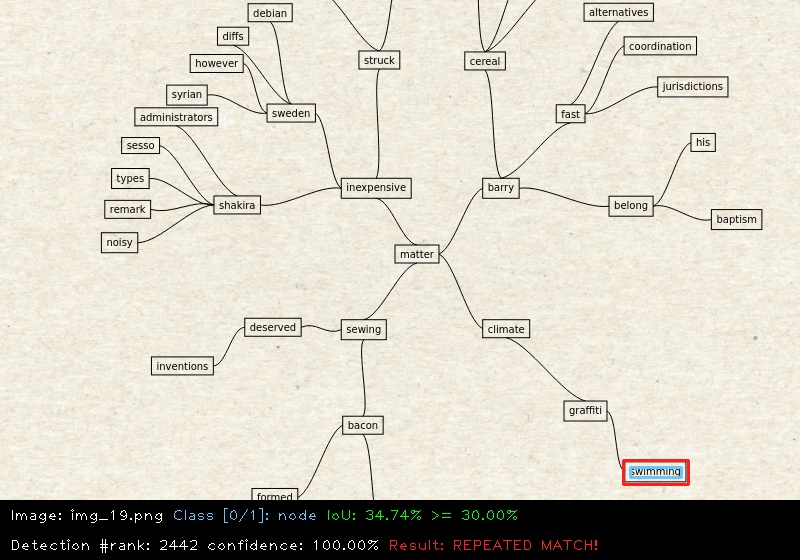 debian
alternatives
diffs
coordination
however
struck
cereal
syrian
jurisdictions
administrators
sweden
fast
sesso
his
types
inexpensive
barry
remark
shakira
belong
baptism
noisy
matter
deserved
sewing
climate
inventions
graffiti
bacon
swimming
formed
Image: img_19.png Class [0/1]: node IoU: 34.74% >= 30.00%
Detection #rank: 2442 confidence: 100.00% Result: REPEATED MATCH!